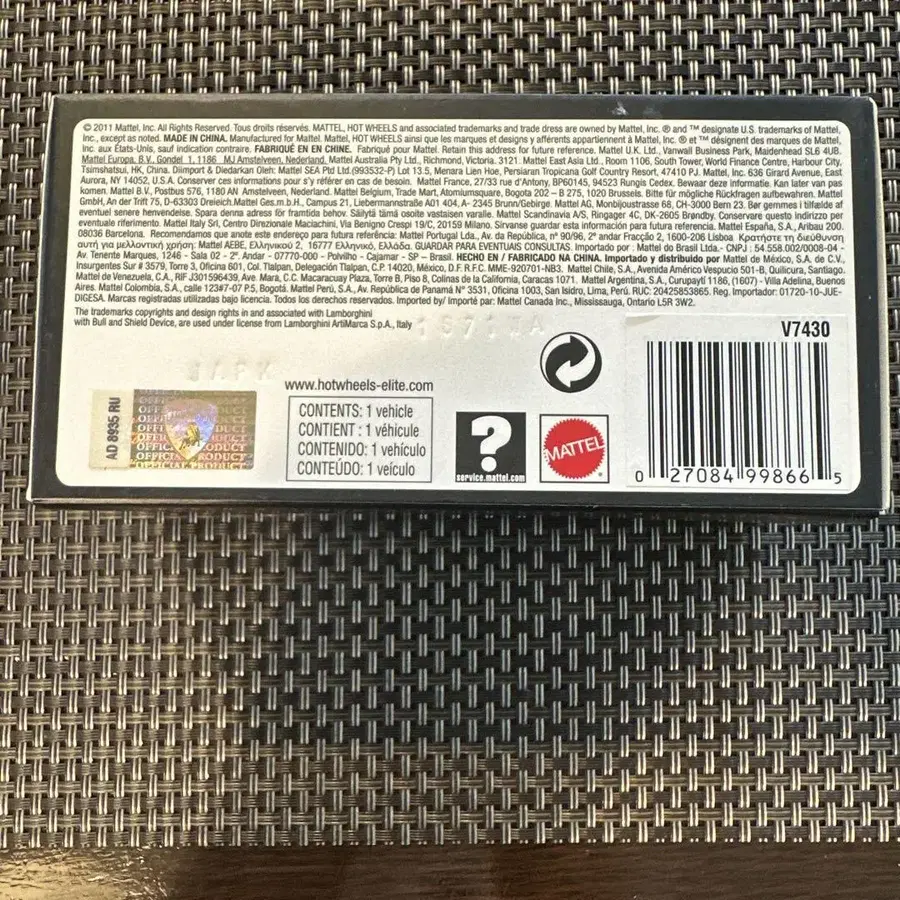 © 2011 Mattel, Inc. All Rights Reserved. Tous droits réservés. MATTEL, HOT WHEELS and associated trademarks and trade dress are owned by Mattel, Inc. ® and ™ designate U.S. trademarks of Mattel,
Inc., except as noted. MADE IN CHINA. Manufactured for Mattel. HOT WHEELS ainsi que les marques et designs y afférents appartiennent à Mattel, Inc. ® et ™ désignent des marques de Mattel,
Inc. aux États-Unis, sauf indication contraire. FABRIQUÉ EN CHINE. Fabriqué pour Mattel. Retain this address for future reference. Mattel U.K. Ltd., Vanwall Business Park, Maidenhead SL6 4UB.
Mattel Europa, B.V., Gondel 1, 1186 MJ Amstelveen, Nederland. Mattel Australia Pty Ltd., Richmond, Victoria. 3121. Mattel East Asia Ltd., Room 1106, South Tower, World Finance Centre, Harbour City,
Tsimshatsui, HK, China. Diimport & Diedarkan Oleh: Mattel SEA Ptd Ltd.(993532-P) Lot 13.5, Menara Lien Hoe, Persiaran Tropicana Golf Country Resort, 47410 PJ. Mattel, Inc. 636 Girard Avenue, East
Aurora, NY 14052, U.S.A. Conserver ces informations pour s'y référer en cas de besoin. Mattel France, 27/33 rue d'Antony, BP60145, 94523 Rungis Cedex. Bewaar deze informatie. Kan later van pas
komen. Mattel B.V., Postbus 576, 1180 AN Amstelveen, Nederland. Mattel Belgium, Trade Mart, Atomiumsquare, Bogota 202 – B 275, 1020 Brussels. Bitte für mögliche Rückfragen aufbewahren. Mattel
GmbH, An der Trift 75, D-63303 Dreieich. Mattel Ges.m.b.H., Campus 21, Liebermannstraße A01 404, A- 2345 Brunn/Gebirge. Mattel AG, Monbijoustrasse 68, CH-3000 Bern 23. Bør gemmes i tilfælde af
eventuel senere henvendelse. Spara denna adress för framtida behov. Säilytä tämä osoite vastaisen varalle. Mattel Scandinavia A/S, Ringager 4C, DK-2605 Brøndby. Conservare questo indirizzo per
eventuale riferimento. Mattel Italy Srl, Centro Direzionale Maciachini, Via Benigno Crespi 19/C, 20159 Milano. Sirvanse guardar esta información para futura referencia. Mattel España, S.A., Aribau 200.
08036 Barcelona. Recomendamos que anote este endereço para futura referência. Mattel Portugal Lda., Av. da República, nº 90/96, 2º andar Fracção 2, 1600-206 Lisboa. Κρατήστε τη διεύθυνση
αυτή για μελλοντική χρήση: Mattel AEBE, Ελληνικού 2, 16777 Ελληνικό, Ελλάδα. GUARDAR PARA EVENTUAIS CONSULTAS. Importado por : Mattel do Brasil Ltda.- CNPJ : 54.558.002/0008-04 -
Av. Tenente Marques, 1246 - Sala 02 - 2º. Andar - 07770-000 - Polvilho - Cajamar - SP – Brasil. HECHO EN / FABRICADO NA CHINA. Importado y distribuido por Mattel de México, S.A. de C.V.,
Insurgentes Sur # 3579, Torre 3, Oficina 601, Col. Tlalpan, Delegación Tlalpan, C.P. 14020, México, D.F. R.F.C. MME-920701-NB3. Mattel Chile, S.A., Avenida Américo Vespucio 501-B, Quilicura, Santiago.
Mattel de Venezuela, C.A., RIF J301596439, Ave. Mara, C.C. Macaracuay Plaza, Torre B, Piso 8, Colinas de la California, Caracas 1071. Mattel Argentina, S.A., Curupaytí 1186, (1607) - Villa Adelina, Buenos
Aires. Mattel Colombia, S.A., calle 123#7-07 P.5, Bogotá. Mattel Perú, S.A., Av. República de Panamá N° 3531, Oficina 1003, San Isidro, Lima, Perú. RUC: 20425853865. Reg. Importador: 01720-10-JUE-
DIGESA. Marcas registradas utilizadas bajo licencia. Todos los derechos reservados. Imported by/ Importé par: Mattel Canada Inc., Mississauga, Ontario L5R 3W2.
The trademarks copyrights and design rights in and associated with Lamborghini
with Bull and Shield Device, are used under license from Lamborghini ArtiMarca S.p.A., Italy
V7430
www.hotwheels-elite.com
AD 8935 RU
OFFICIAL PRODUCT
CONTENTS: 1 vehicle
CONTIENT : 1 véhicule
CONTENIDO: 1 vehículo
CONTEÚDO: 1 veículo
?
service.mattel.com
MATTEL
0 27084 99866 5